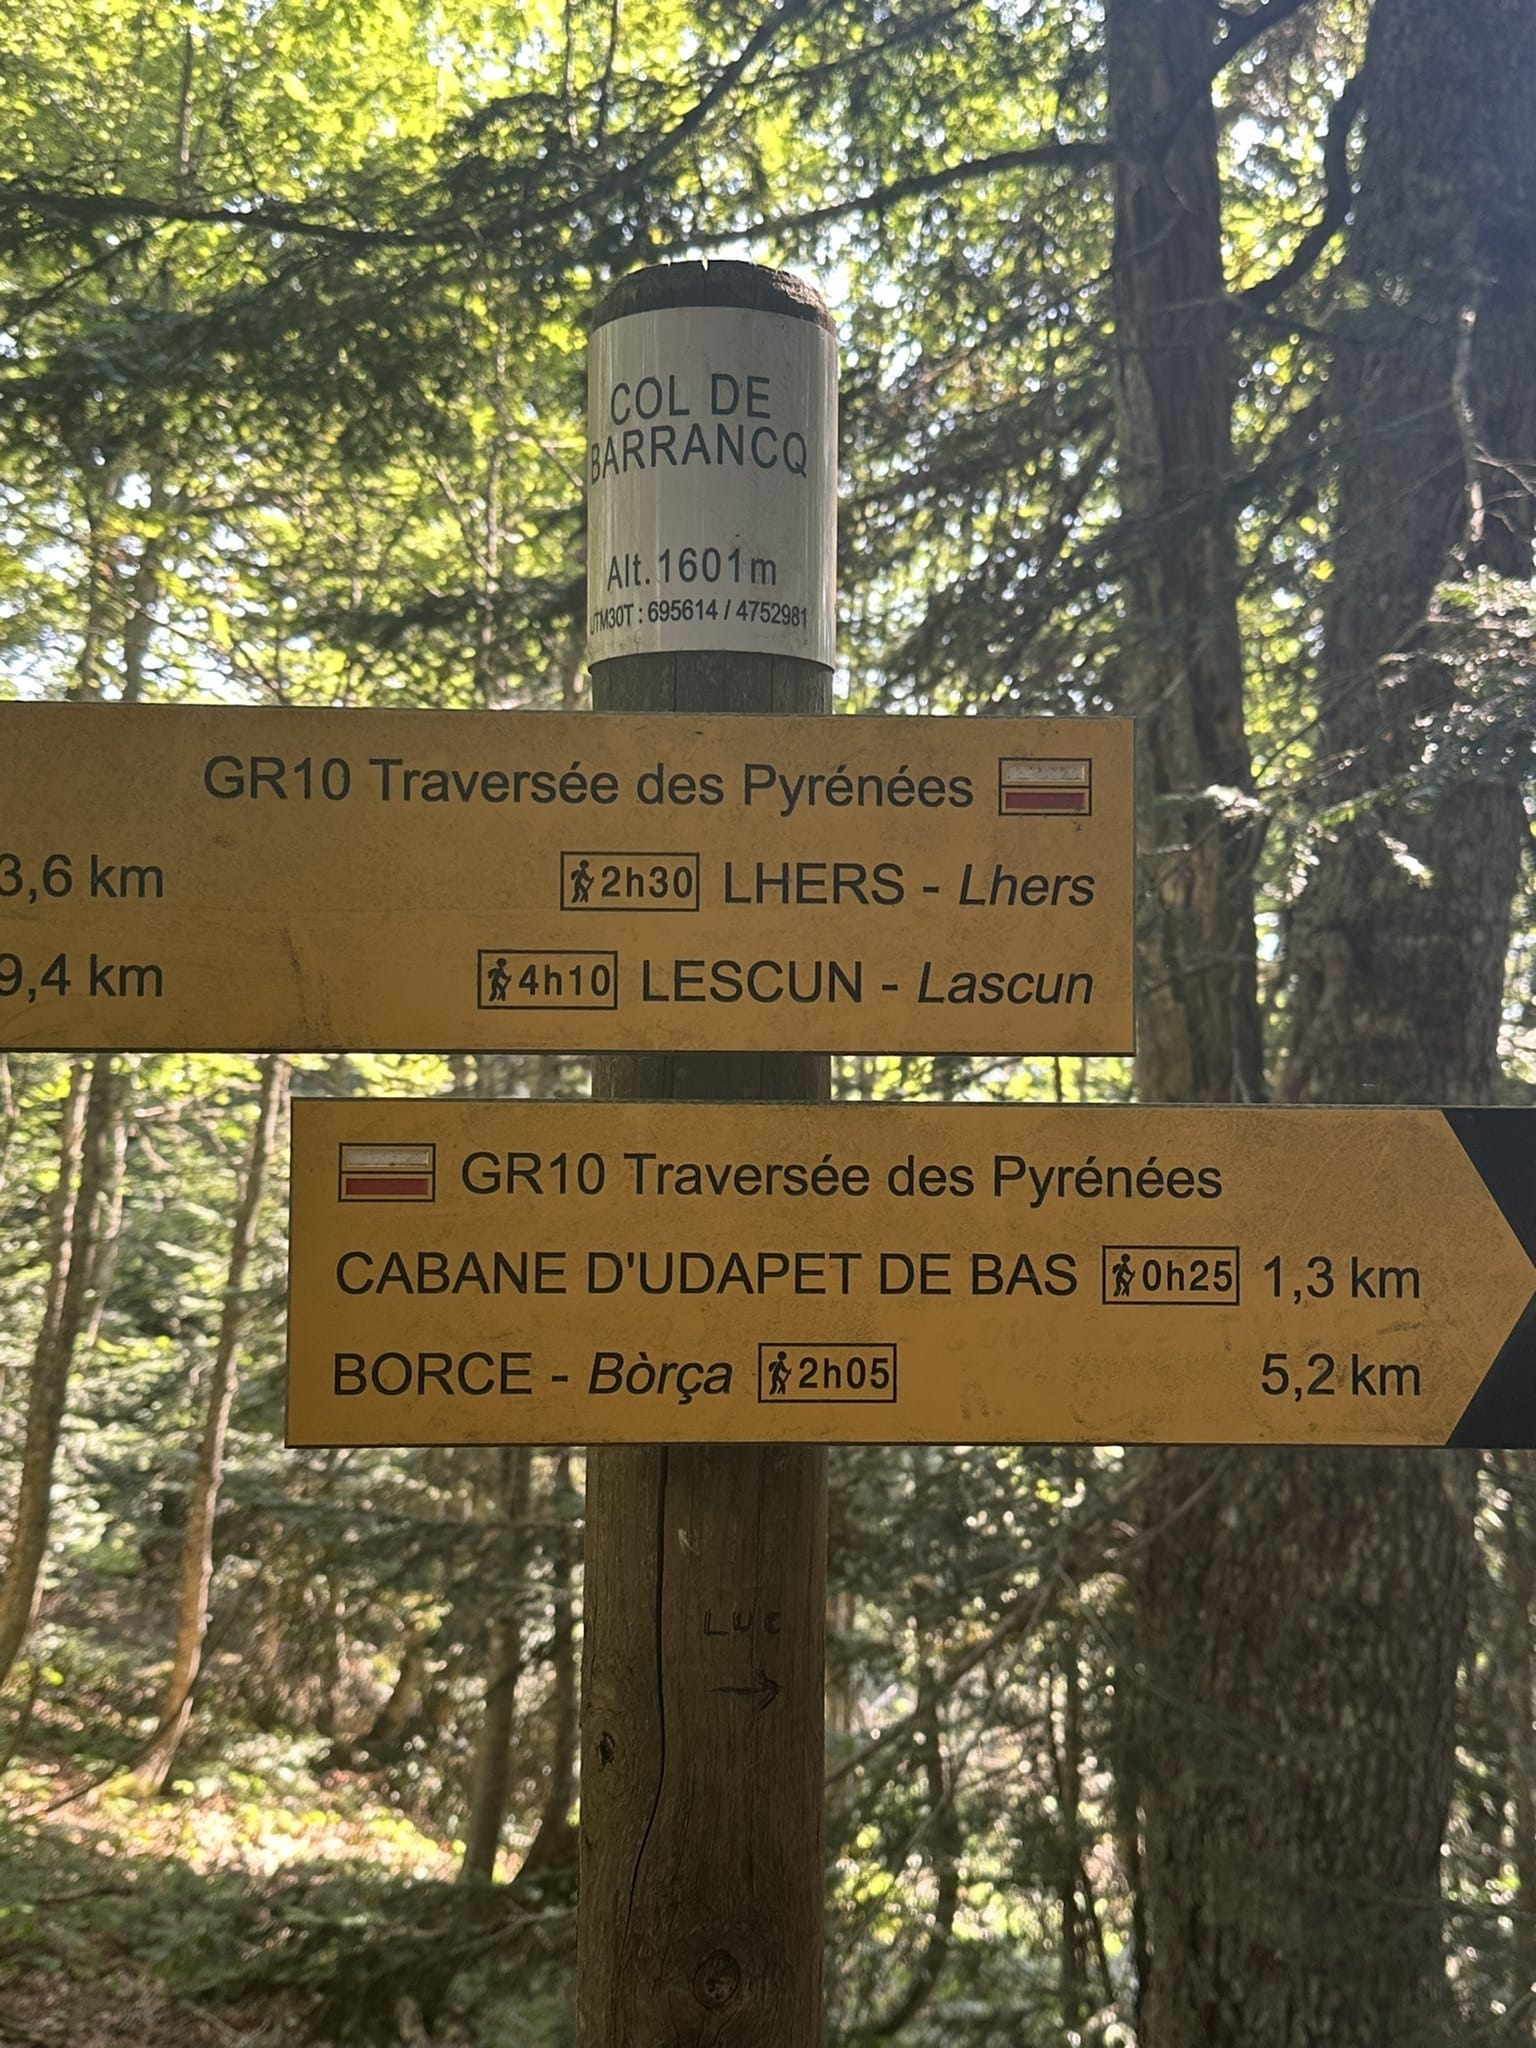 COL DE
BARRANCQ
Alt. 1601 m
UTM30T : 695614 / 4752981
GR10 Traversée des Pyrénées
3,6 km 2h30 LHERS - Lhers
9,4 km 4h10 LESCUN - Lascun
GR10 Traversée des Pyrénées
CABANE D'UDAPET DE BAS 0h25 1,3 km
BORCE - Bòrça 2h05 5,2 km
LUC
→